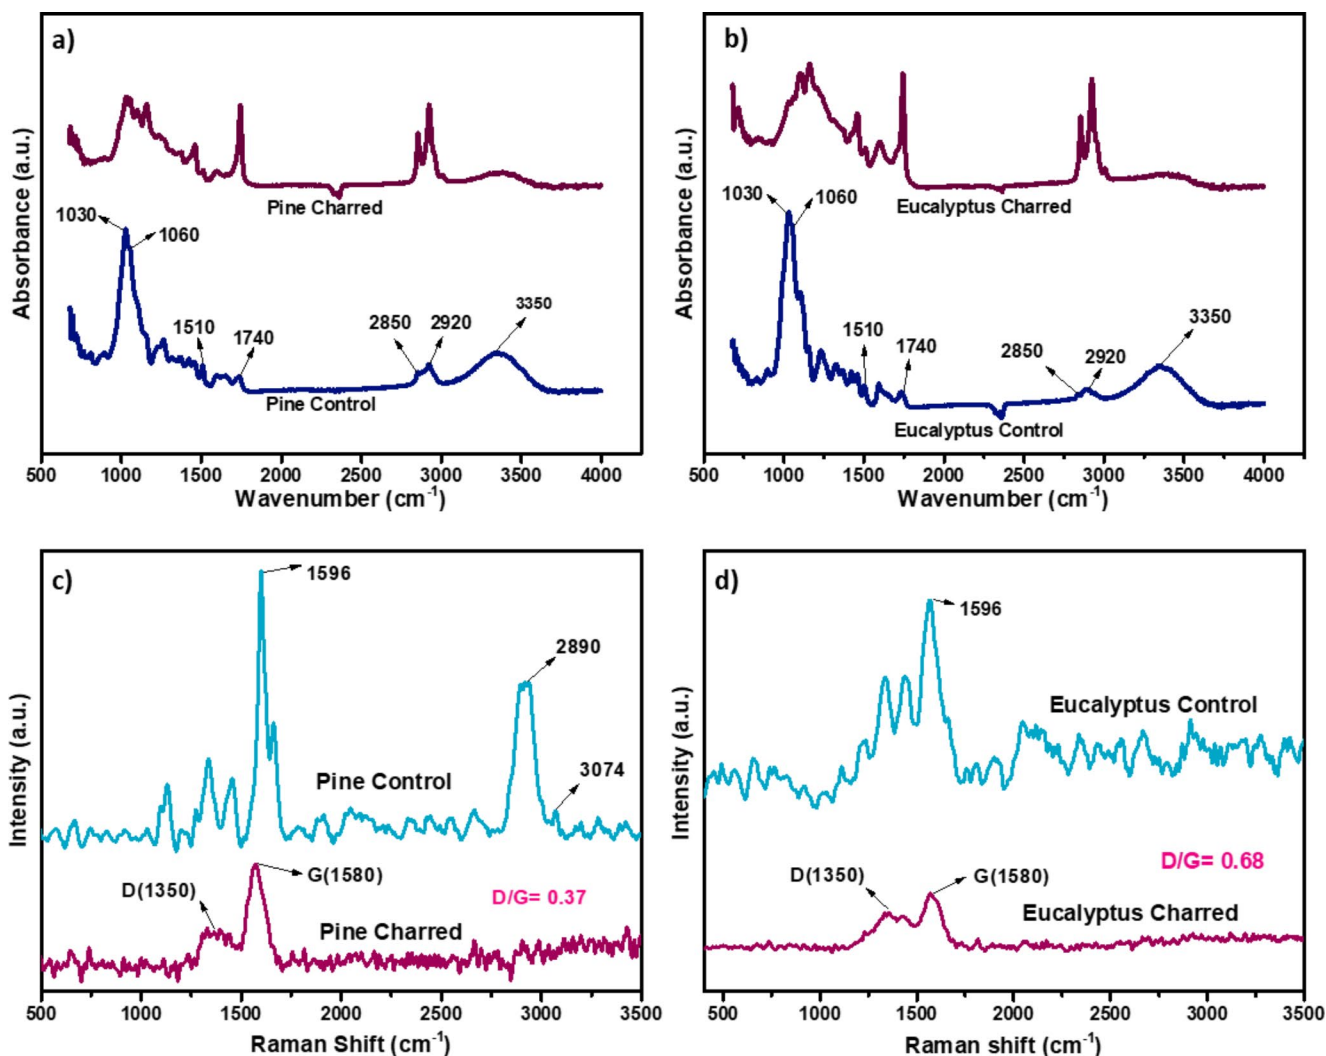 a)
Absorbance (a.u.)
Pine Charred
1030
1060
1510
1740
2850
2920
3350
Pine Control
500 1000 1500 2000 2500 3000 3500 4000
Wavenumber (cm⁻¹)
b)
Absorbance (a.u.)
Eucalyptus Charred
1030
1060
1510
1740
2850
2920
3350
Eucalyptus Control
500 1000 1500 2000 2500 3000 3500 4000
Wavenumber (cm⁻¹)
c)
Intensity (a.u.)
1596
2890
3074
Pine Control
D(1350)
G(1580)
D/G= 0.37
Pine Charred
500 1000 1500 2000 2500 3000 3500
Raman Shift (cm⁻¹)
d)
Intensity (a.u.)
1596
Eucalyptus Control
D/G= 0.68
D(1350)
G(1580)
Eucalyptus Charred
500 1000 1500 2000 2500 3000 3500
Raman shift (cm⁻¹)